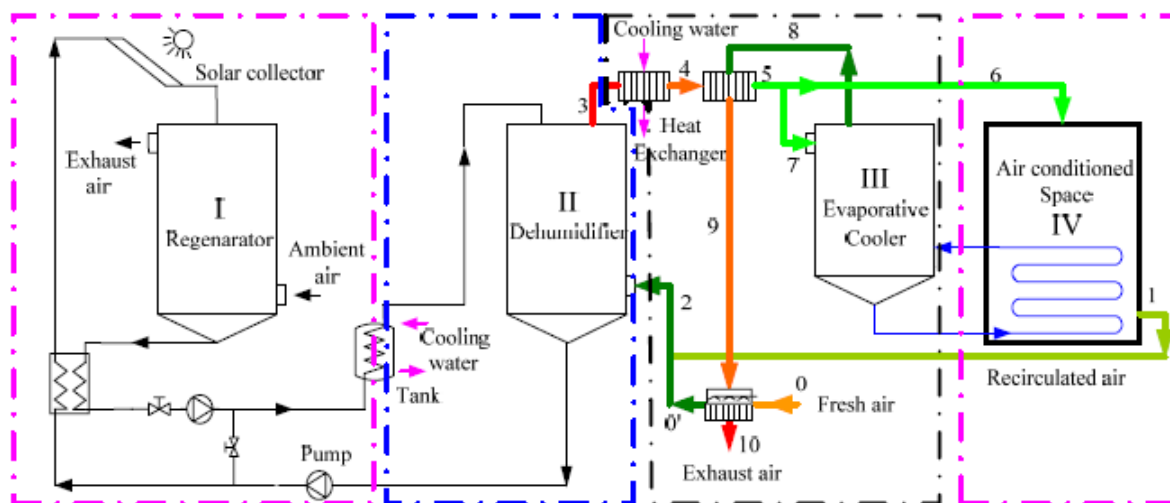 Solar collector
Exhaust
air
I
Regenarator
Ambient
air
Cooling
water
Tank
Pump
II
Dehumidifier
Cooling water
3
4
Heat
Exchanger
5
8
7
6
III
Evaporative
Cooler
Air conditioned
Space
IV
1
2
9
Recirculated air
0
Fresh air
0'
10
Exhaust air